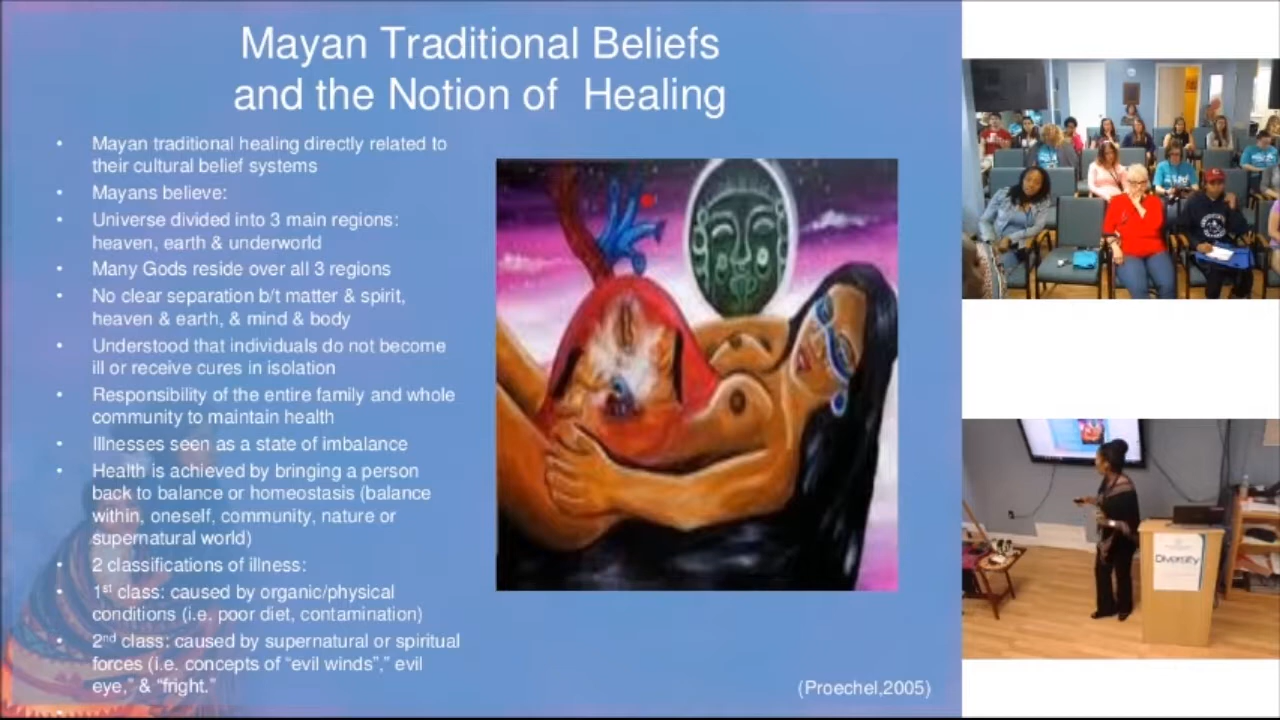 Mayan Traditional Beliefs
and the Notion of Healing
• Mayan traditional healing directly related to
their cultural belief systems
• Mayans believe:
• Universe divided into 3 main regions:
heaven, earth & underworld
• Many Gods reside over all 3 regions
• No clear separation b/t matter & spirit,
heaven & earth, & mind & body
• Understood that individuals do not become
ill or receive cures in isolation
• Responsibility of the entire family and whole
community to maintain health
• Illnesses seen as a state of imbalance
• Health is achieved by bringing a person
back to balance or homeostasis (balance
within, oneself, community, nature or
supernatural world)
• 2 classifications of illness:
• 1st class: caused by organic/physical
conditions (i.e. poor diet, contamination)
• 2nd class: caused by supernatural or spiritual
forces (i.e. concepts of “evil winds”,” evil
eye,” & “fright.”
(Proechel,2005)
Diversity